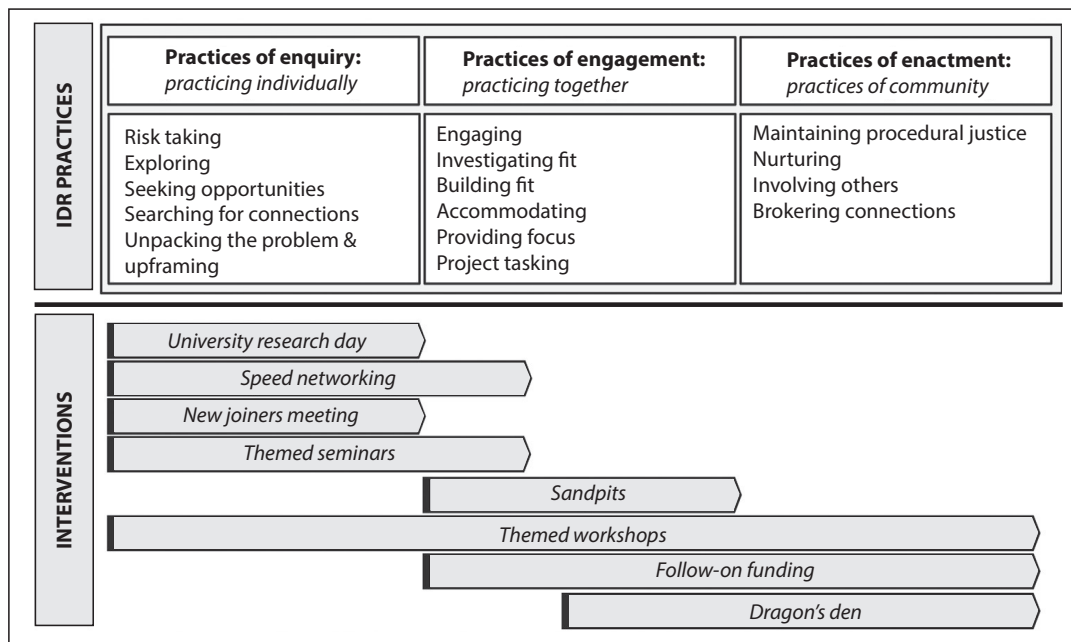 IDR PRACTICES
Practices of enquiry:
practicing individually
Risk taking
Exploring
Seeking opportunities
Searching for connections
Unpacking the problem &
upframing
Practices of engagement:
practicing together
Engaging
Investigating fit
Building fit
Accommodating
Providing focus
Project tasking
Practices of enactment:
practices of community
Maintaining procedural justice
Nurturing
Involving others
Brokering connections
INTERVENTIONS
University research day
Speed networking
New joiners meeting
Themed seminars
Sandpits
Themed workshops
Follow-on funding
Dragon's den